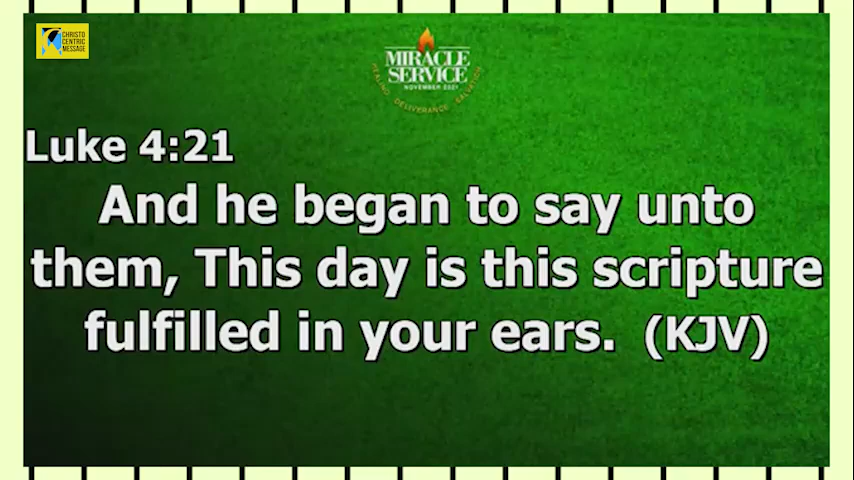 CHRISTO
CENTRIC
MESSAGE
MIRACLE
SERVICE
NOVEMBER 2021
HEALING DELIVERANCE SALVATION
Luke 4:21
And he began to say unto
them, This day is this scripture
fulfilled in your ears. (KJV)